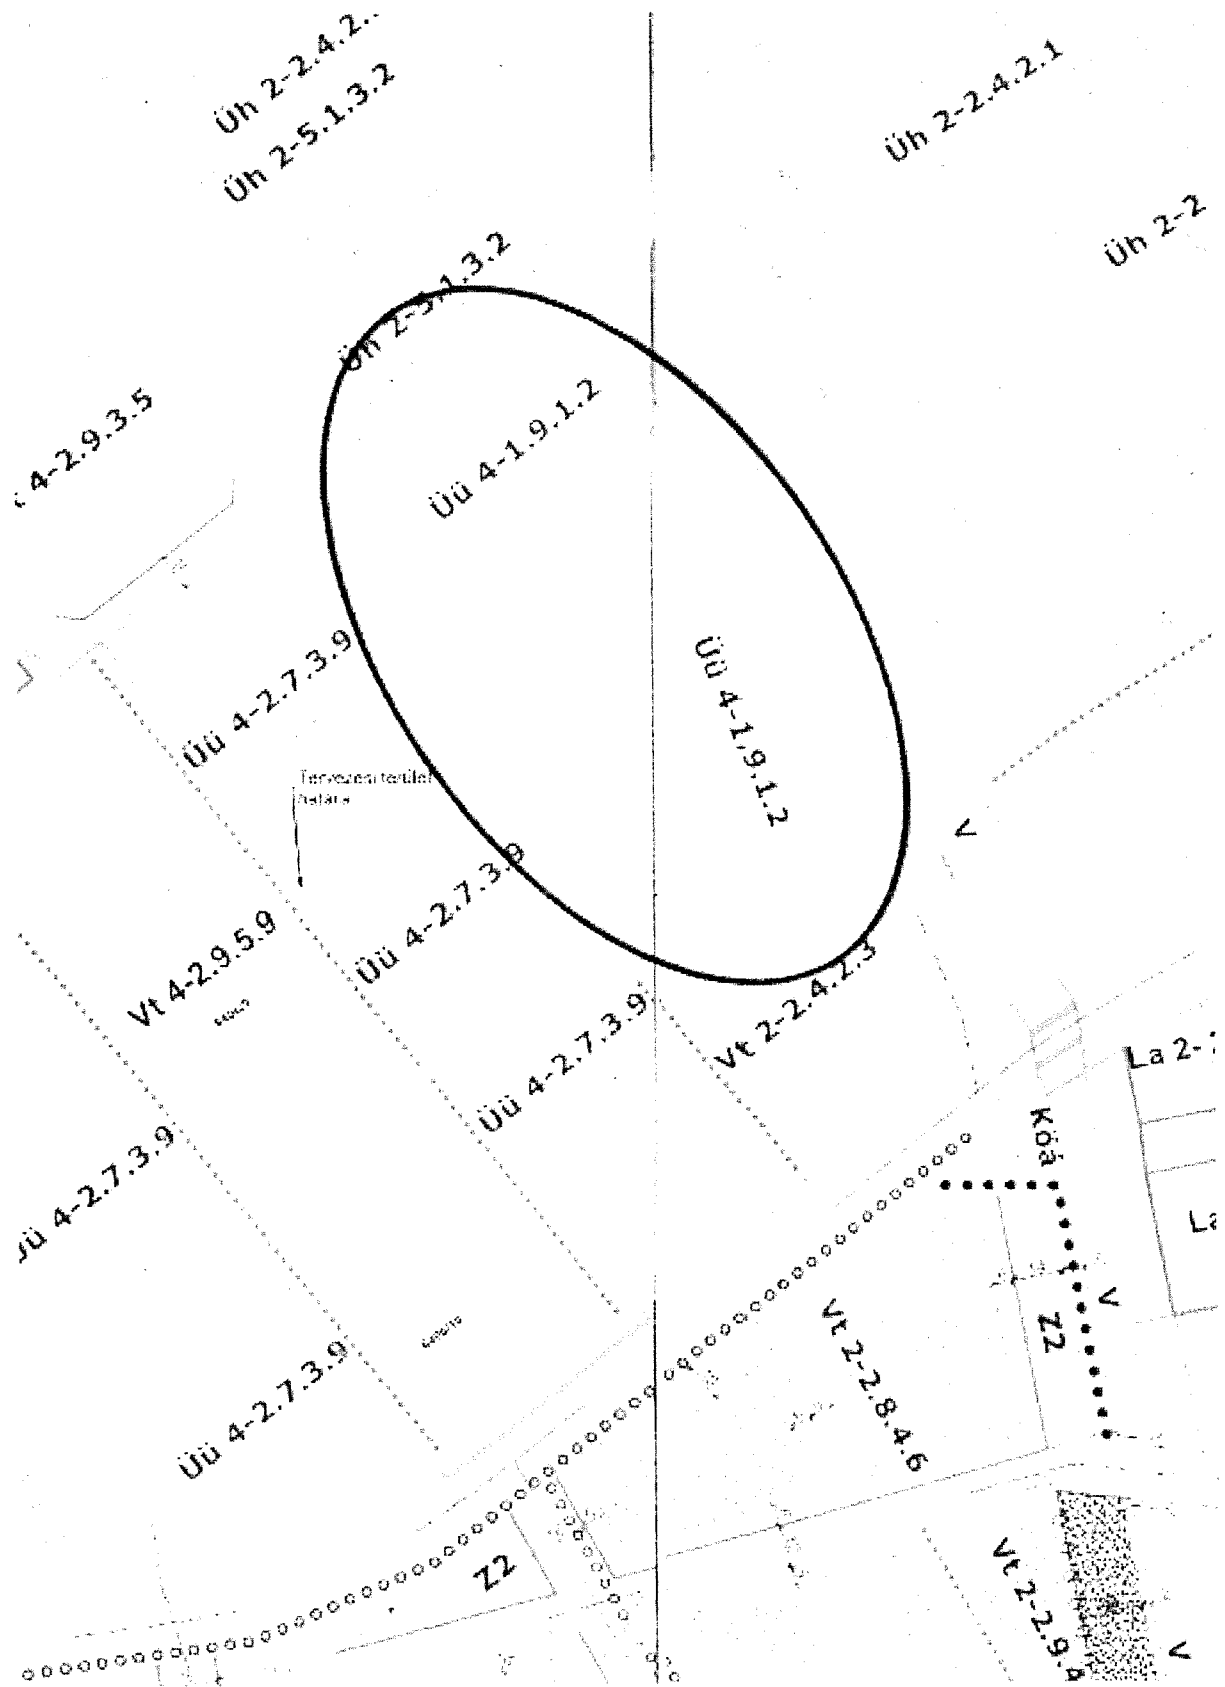 Üh 2-2.4.2.
Üh 2-5.1.3.2
Üh 2-2.4.2.1
Üh 2-2
Üh 2-5.1.3.2
4-2.9.3.5
Üü 4-1.9.1.2
Üü 4-2.7.3.9
Üü 4-1.9.1.2
Tervezési terület
határa
V
Üü 4-2.7.3.9
Vt 4-2.9.5.9
Vt 2-2.4.2.3
Üü 4-2.7.3.9
La 2-
Köá
4-2.7.3.9
La
V
Z2
Vt 2-2.8.4.6
Üü 4-2.7.3.9
Z2
Vt 2-2.9.4
V